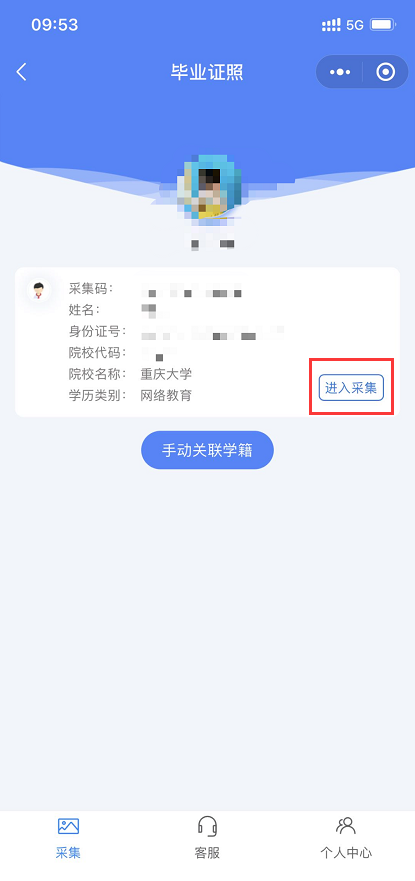 09:53
5G
毕业证照
采集码：
姓名：
身份证号：
院校代码：
院校名称： 重庆大学
学历类别： 网络教育
进入采集
手动关联学籍
采集
客服
个人中心